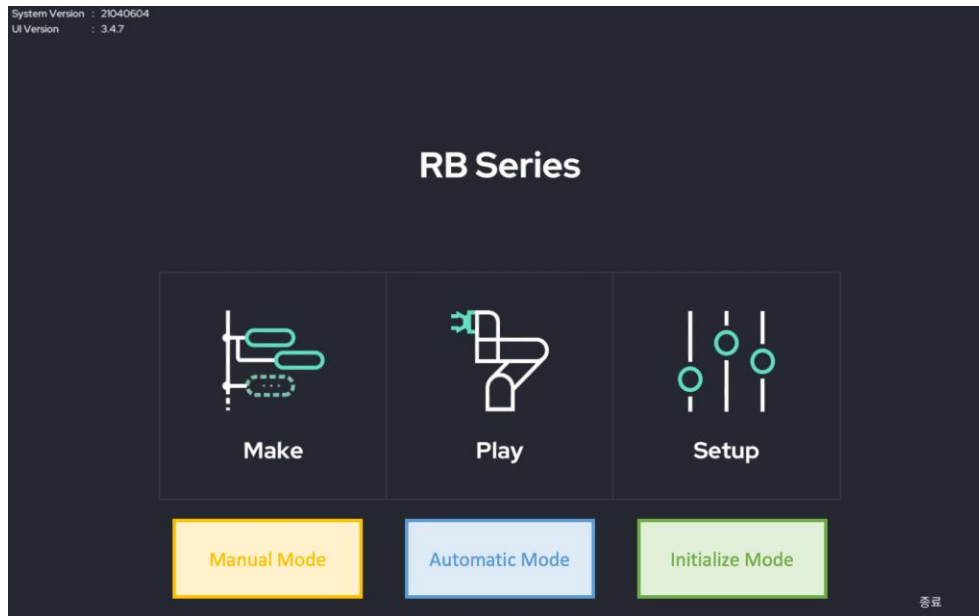 System Version : 21040604
UI Version : 3.4.7
RB Series
Make Play Setup
Manual Mode Automatic Mode Initialize Mode
종료